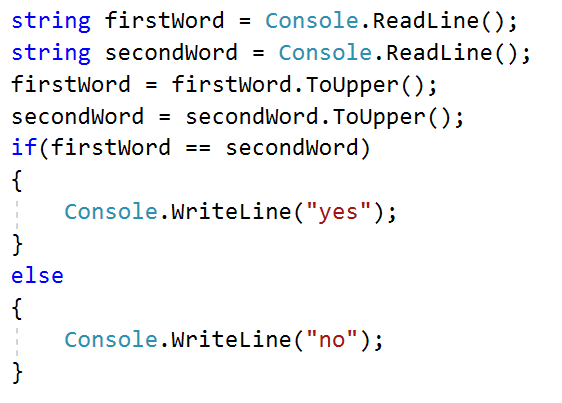 string firstWord = Console.ReadLine();
string secondWord = Console.ReadLine();
firstWord = firstWord.ToUpper();
secondWord = secondWord.ToUpper();
if(firstWord == secondWord)
{
    Console.WriteLine("yes");
}
else
{
    Console.WriteLine("no");
}